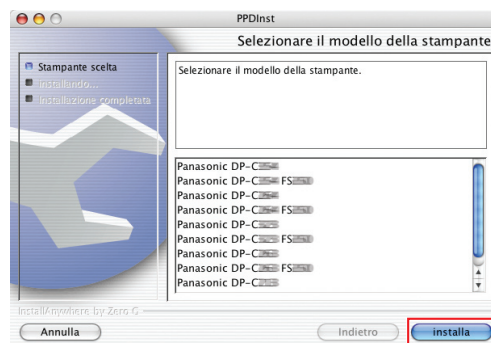 PPDInst
Selezionare il modello della stampante
Stampante scelta
installando...
installazione completata
Selezionare il modello della stampante.
Panasonic DP-C
Panasonic DP-C FS
Panasonic DP-C
Panasonic DP-C FS
Panasonic DP-C
Panasonic DP-C FS
Panasonic DP-C
Panasonic DP-C FS
Panasonic DP-C
InstallAnywhere by Zero G
Annulla
Indietro
installa